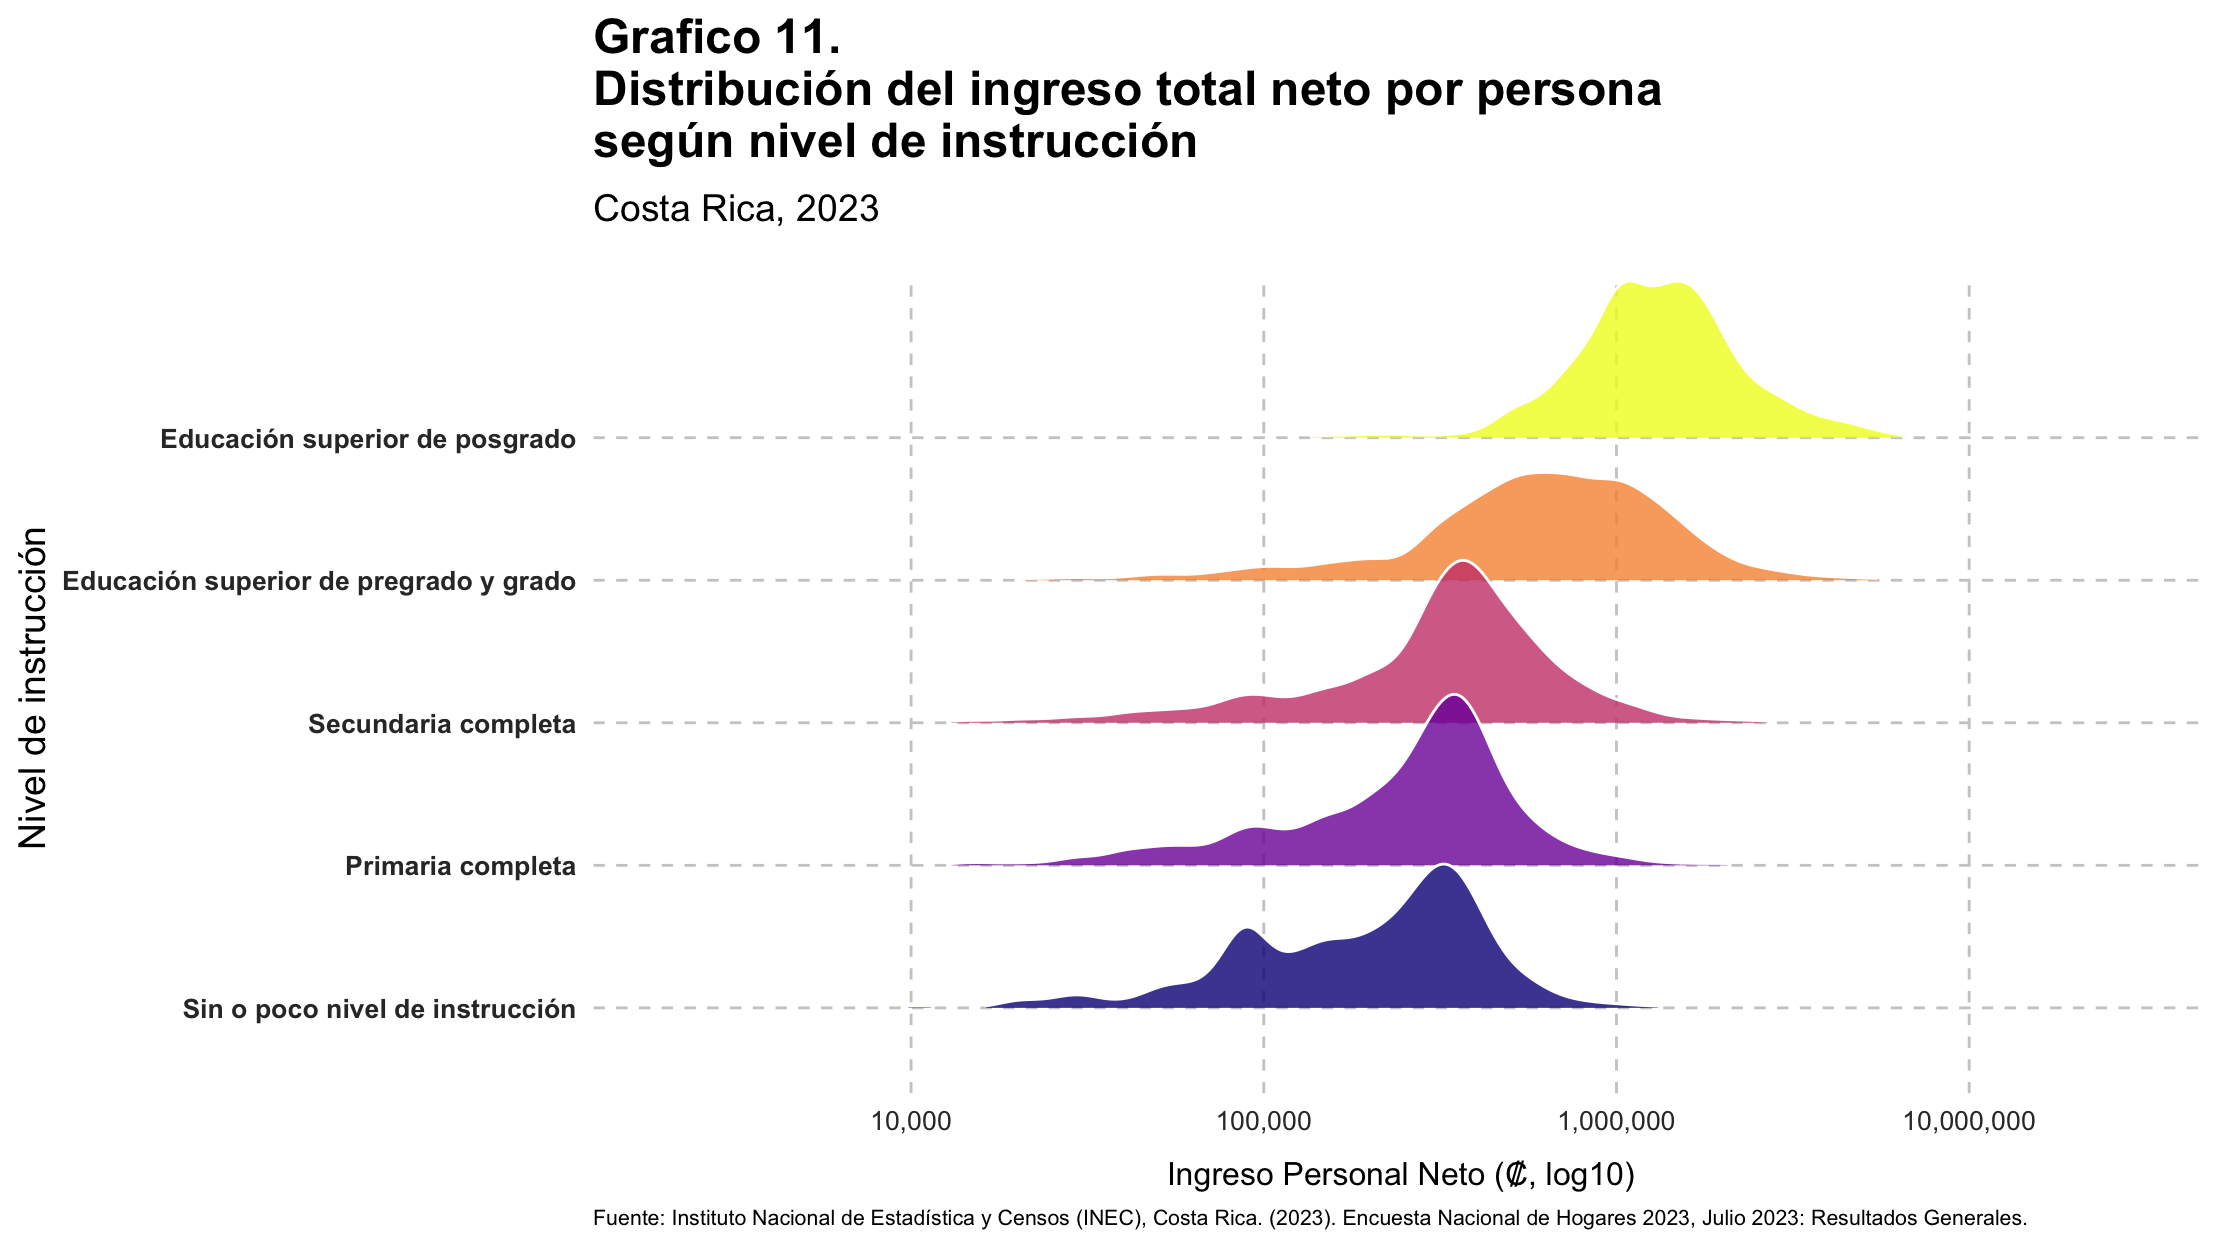 Grafico 11.
Distribución del ingreso total neto por persona
según nivel de instrucción
Costa Rica, 2023
Nivel de instrucción
Educación superior de posgrado
Educación superior de pregrado y grado
Secundaria completa
Primaria completa
Sin o poco nivel de instrucción
10,000 100,000 1,000,000 10,000,000
Ingreso Personal Neto (₡, log10)
Fuente: Instituto Nacional de Estadística y Censos (INEC), Costa Rica. (2023). Encuesta Nacional de Hogares 2023, Julio 2023: Resultados Generales.